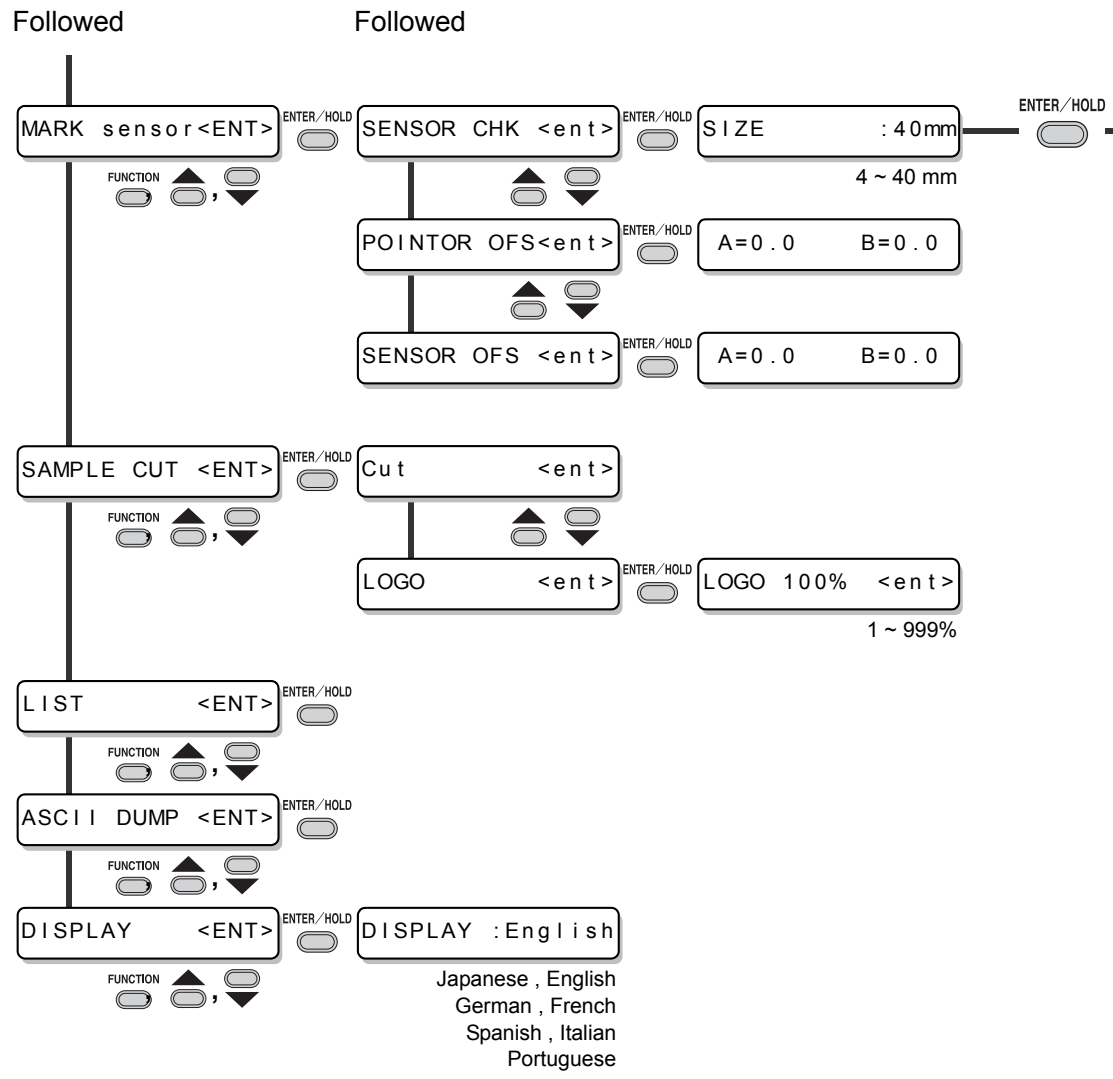 Followed Followed
MARK sensor<ENT> ENTER/HOLD SENSOR CHK <ent> ENTER/HOLD SIZE :40mm ENTER/HOLD
FUNCTION , , 4 ~ 40 mm
POINTOR OFS<ent> ENTER/HOLD A=0.0 B=0.0
SENSOR OFS <ent> ENTER/HOLD A=0.0 B=0.0
SAMPLE CUT <ENT> ENTER/HOLD Cut <ent>
FUNCTION , ,
LOGO <ent> ENTER/HOLD LOGO 100% <ent>
1 ~ 999%
LIST <ENT> ENTER/HOLD
FUNCTION , ,
ASCII DUMP <ENT> ENTER/HOLD
FUNCTION , ,
DISPLAY <ENT> ENTER/HOLD DISPLAY :English
FUNCTION , , Japanese , English
German , French
Spanish , Italian
Portuguese